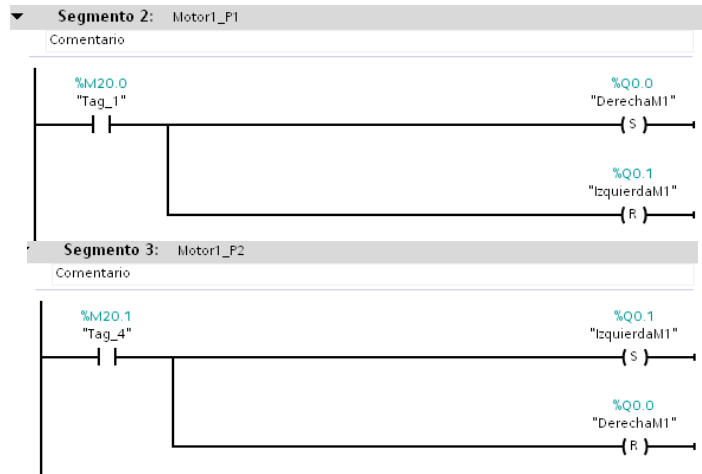 Segmento 2: Motor1_P1
Comentario
%M20.0
"Tag_1"
%Q0.0
"DerechaM1"
S
%Q0.1
"IzquierdaM1"
R
Segmento 3: Motor1_P2
Comentario
%M20.1
"Tag_4"
%Q0.1
"IzquierdaM1"
S
%Q0.0
"DerechaM1"
R